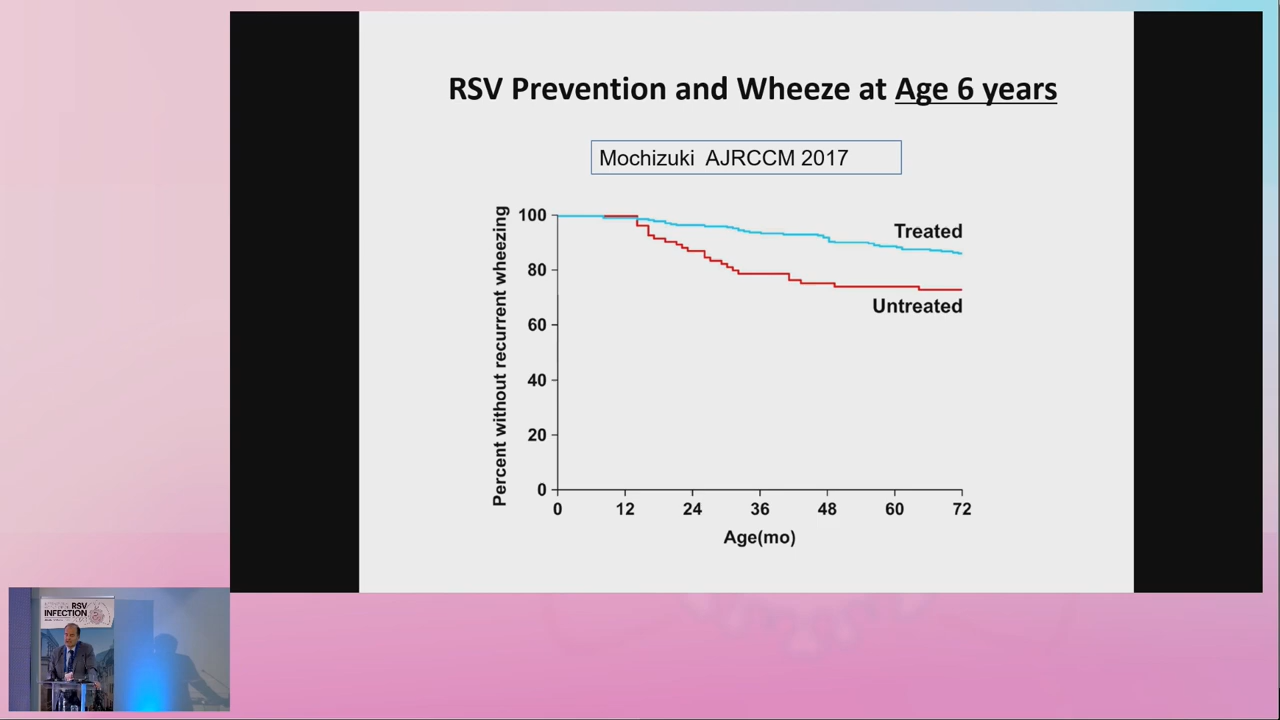 RSV Prevention and Wheeze at Age 6 years
Mochizuki AJRCCM 2017
Percent without recurrent wheezing
100
80
60
40
20
0
Treated
Untreated
0 12 24 36 48 60 72
Age(mo)
RSV
INFECTION